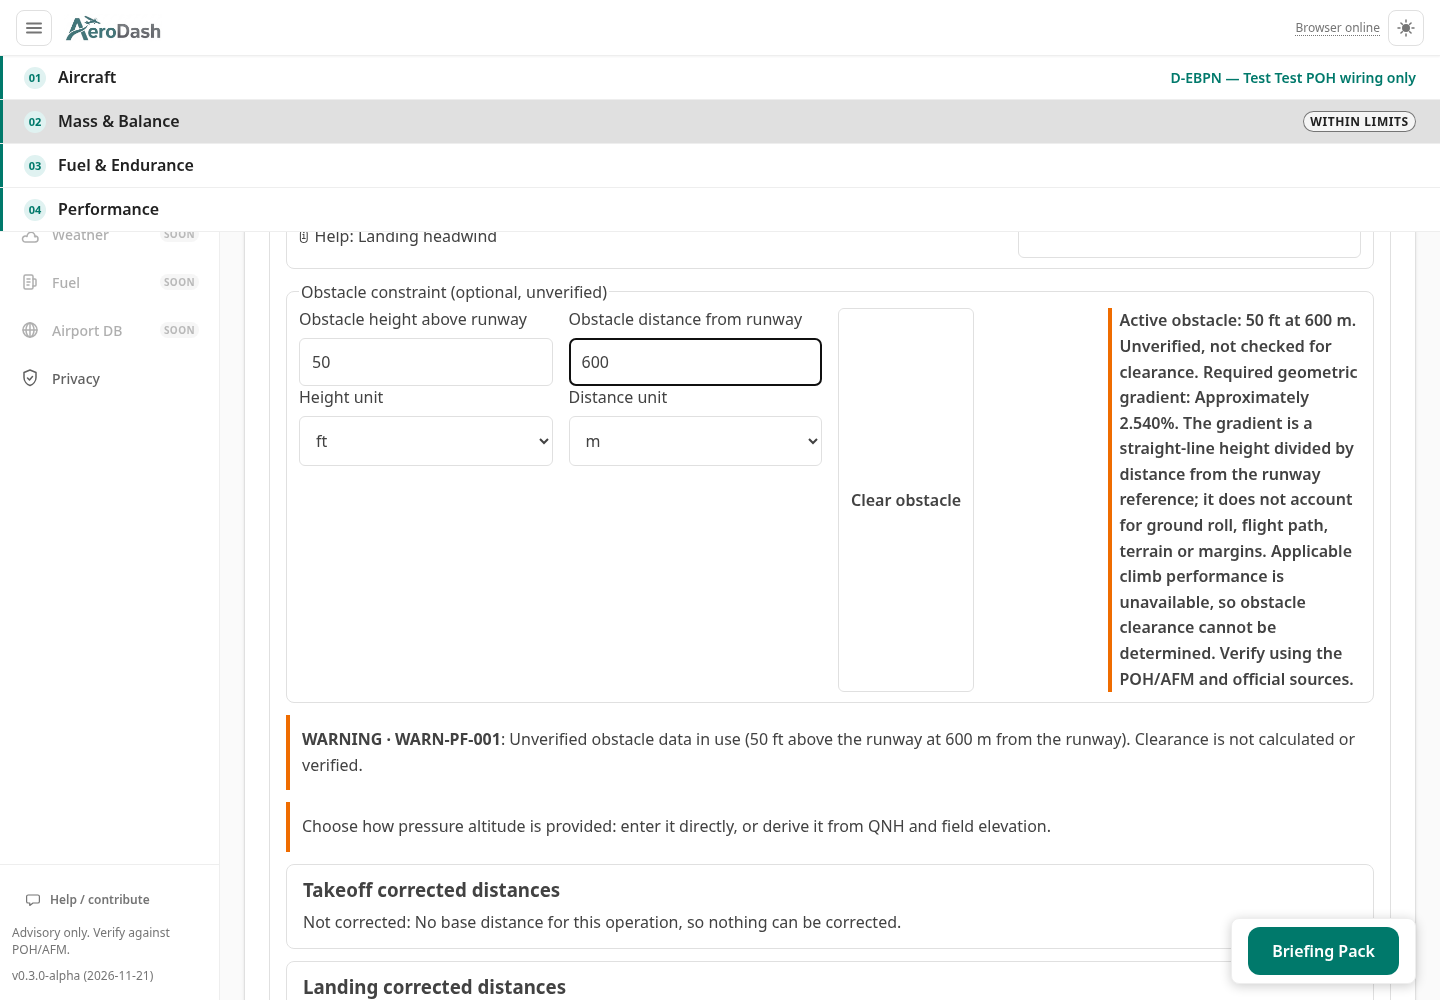 AeroDash
Browser online
01 Aircraft
D-EBPN — Test Test POH wiring only
02 Mass & Balance
WITHIN LIMITS
03 Fuel & Endurance
04 Performance
Weather SOON
Fuel SOON
Airport DB SOON
Privacy
Help / contribute
Advisory only. Verify against
POH/AFM.
v0.3.0-alpha (2026-11-21)
Help: Landing headwind
Obstacle constraint (optional, unverified)
Obstacle height above runway
50
Height unit
ft
Obstacle distance from runway
600
Distance unit
m
Clear obstacle
Active obstacle: 50 ft at 600 m.
Unverified, not checked for
clearance. Required geometric
gradient: Approximately
2.540%. The gradient is a
straight-line height divided by
distance from the runway
reference; it does not account
for ground roll, flight path,
terrain or margins. Applicable
climb performance is
unavailable, so obstacle
clearance cannot be
determined. Verify using the
POH/AFM and official sources.
WARNING · WARN-PF-001: Unverified obstacle data in use (50 ft above the runway at 600 m from the runway). Clearance is not calculated or
verified.
Choose how pressure altitude is provided: enter it directly, or derive it from QNH and field elevation.
Takeoff corrected distances
Not corrected: No base distance for this operation, so nothing can be corrected.
Landing corrected distances
Briefing Pack